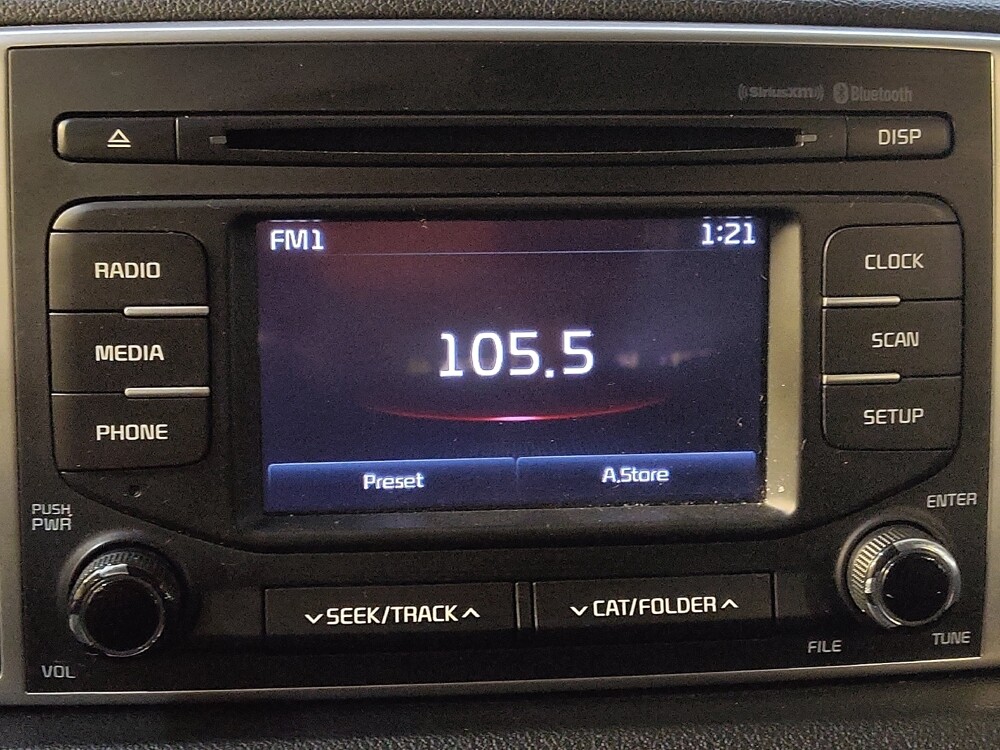 ((SiriusXM)) Bluetooth
DISP
FM1 1:21
RADIO
CLOCK
MEDIA
105.5
SCAN
PHONE
SETUP
Preset A.Store
PUSH
PWR
ENTER
SEEK/TRACK
CAT/FOLDER
VOL
FILE
TUNE